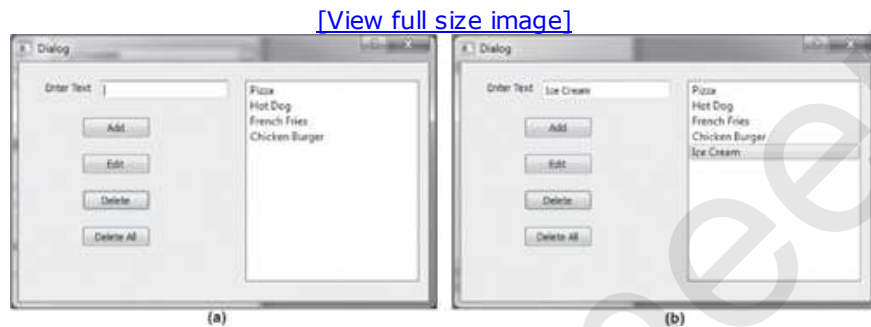 [View full size image]
Dialog
Enter Text
Add
Edit
Delete
Delete All
Pizza
Hot Dog
French Fries
Chicken Burger
(a)
Dialog
Enter Text Ice Cream
Add
Edit
Delete
Delete All
Pizza
Hot Dog
French Fries
Chicken Burger
Ice Cream
(b)